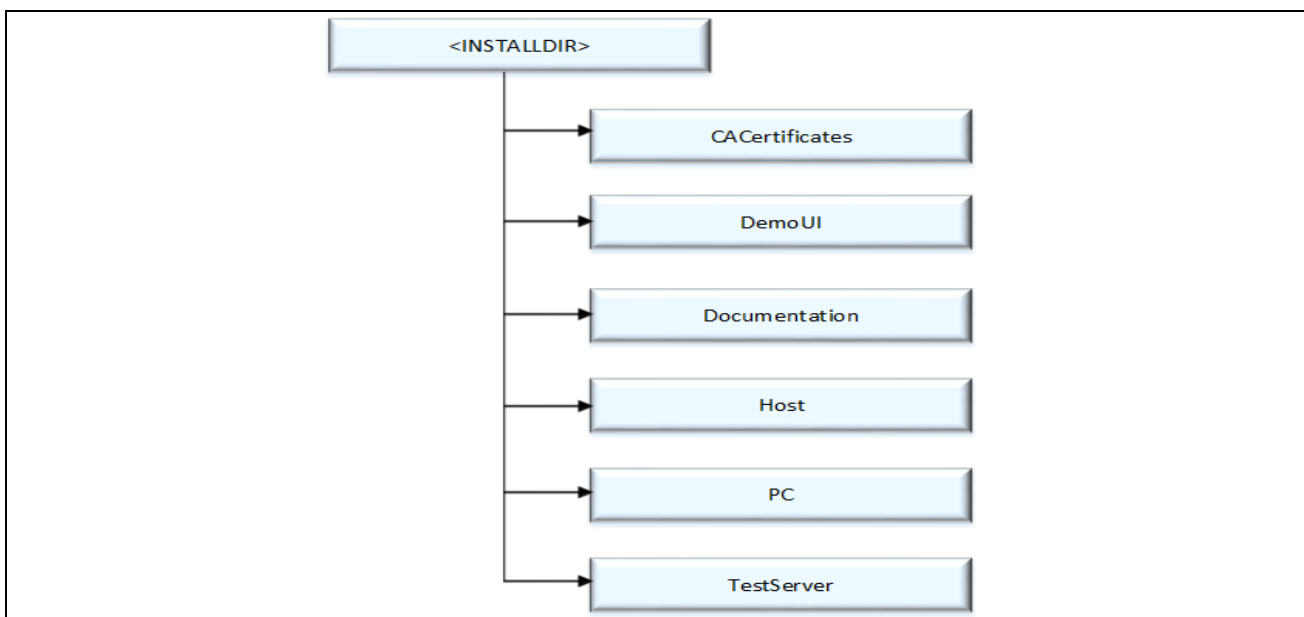 <INSTALLDIR>
CACertificates
DemoUI
Documentation
Host
PC
TestServer